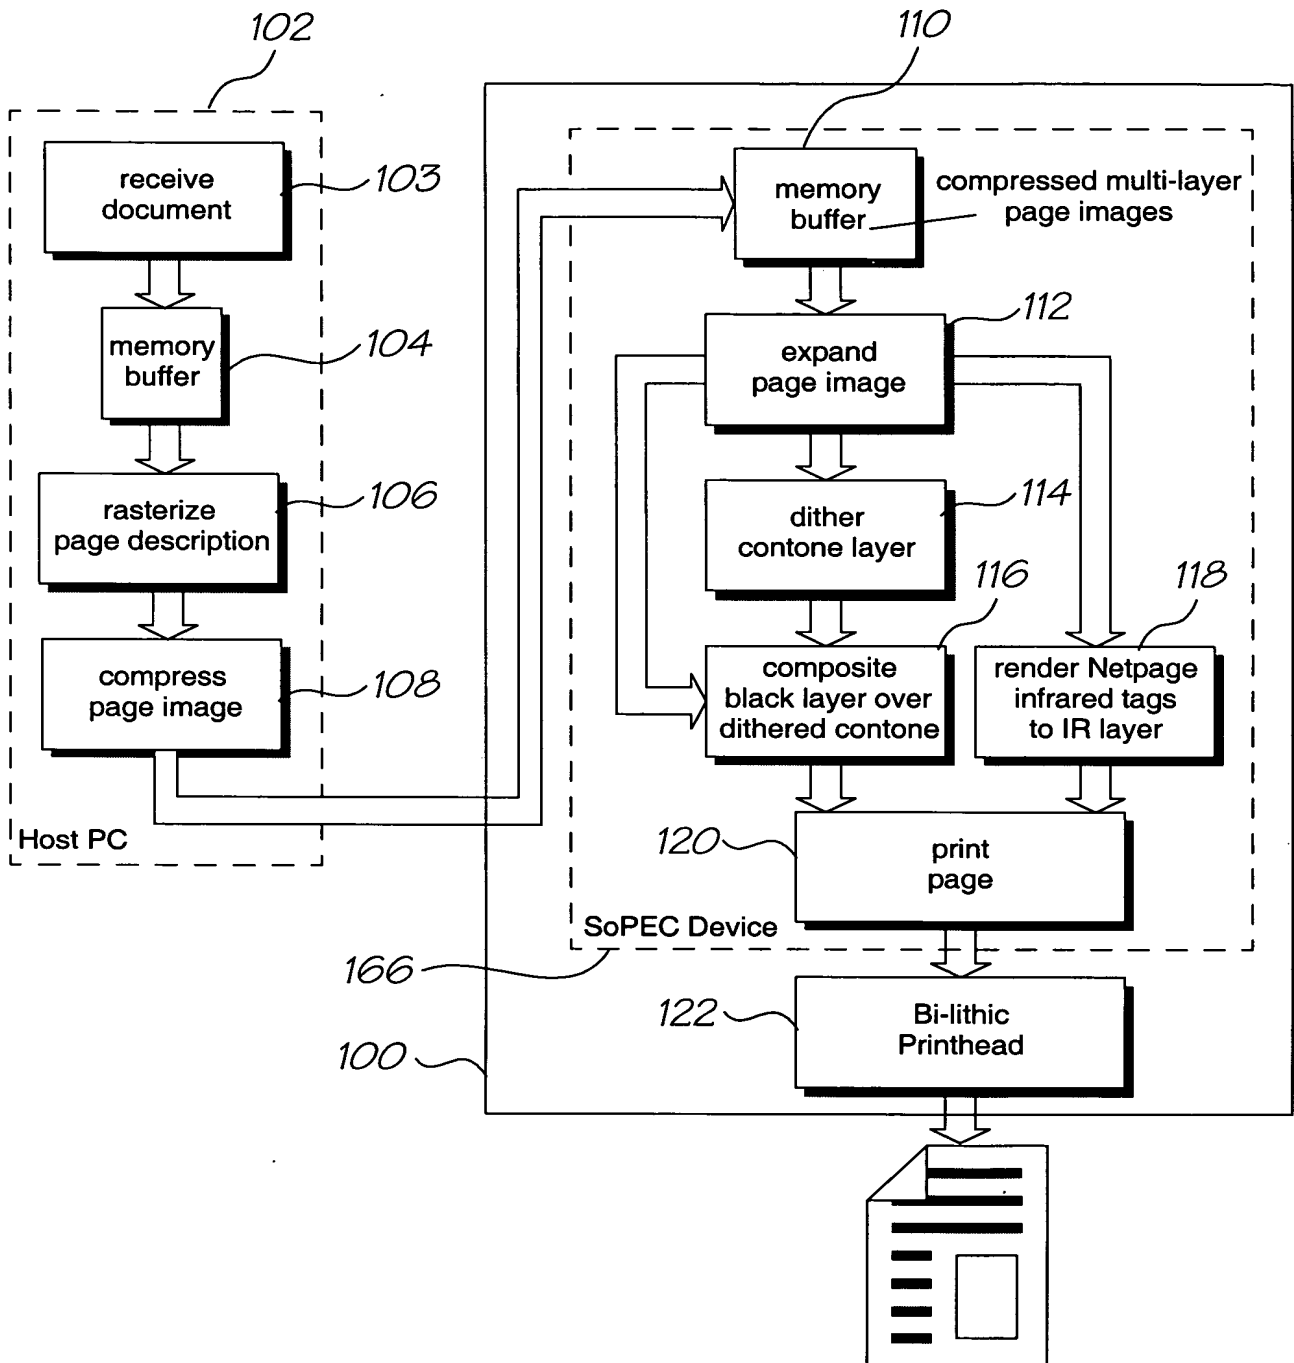 102
110
receive
document
103
memory
buffer
compressed multi-layer
page images
memory
buffer
104
expand
page image
112
rasterize
page description
106
dither
contone layer
114
116
118
compress
page image
108
composite
black layer over
dithered contone
render Netpage
infrared tags
to IR layer
Host PC
120
print
page
SoPEC Device
166
122
Bi-lithic
Printhead
100